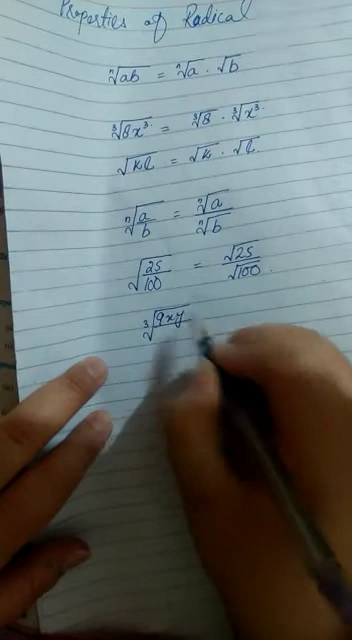 Properties of Radical
ⁿ√ab = ⁿ√a · √b
³√8x³ = ³√8 · ³√x³
√kl = √k · √l
ⁿ√a/b = ⁿ√a/ⁿ√b
√25/100 = √25/√100
³√9xy